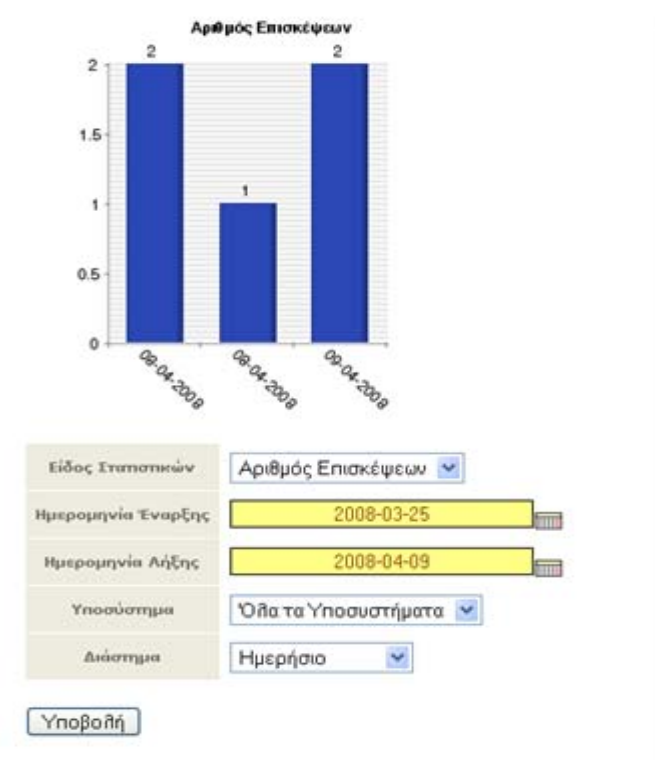 Αριθμός Επισκέψεων
2 2
2
1.5
1
1
0.5
0
08-04-2008 08-04-2008 09-04-2008
Είδος Στατιστικών Αριθμός Επισκέψεων
Ημερομηνία Έναρξης 2008-03-25
Ημερομηνία Λήξης 2008-04-09
Υποσύστημα Όλα τα Υποσυστήματα
Διάστημα Ημερήσιο
Υποβολή